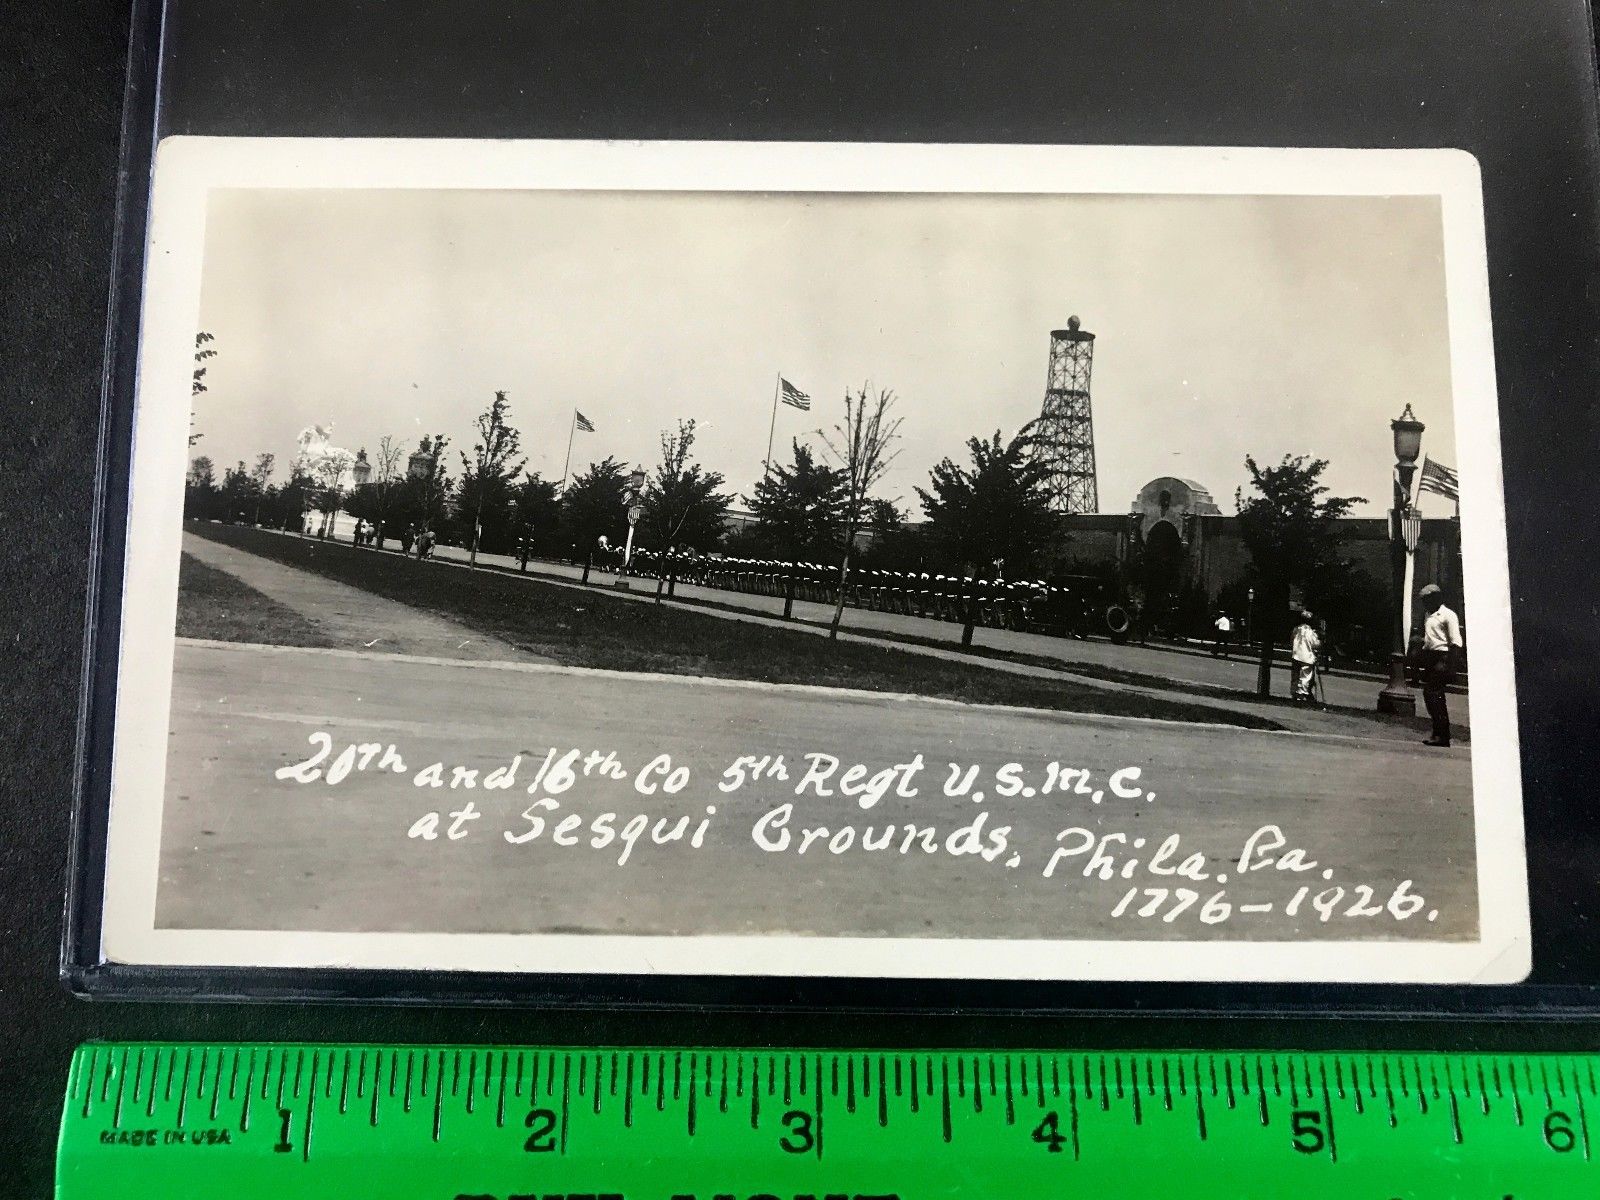 20th and 16th Co 5th Regt U.S.M.C.
at Sesqui Grounds, Phila. Pa.
1776-1926.
1 2 3 4 5 6
MADE IN USA